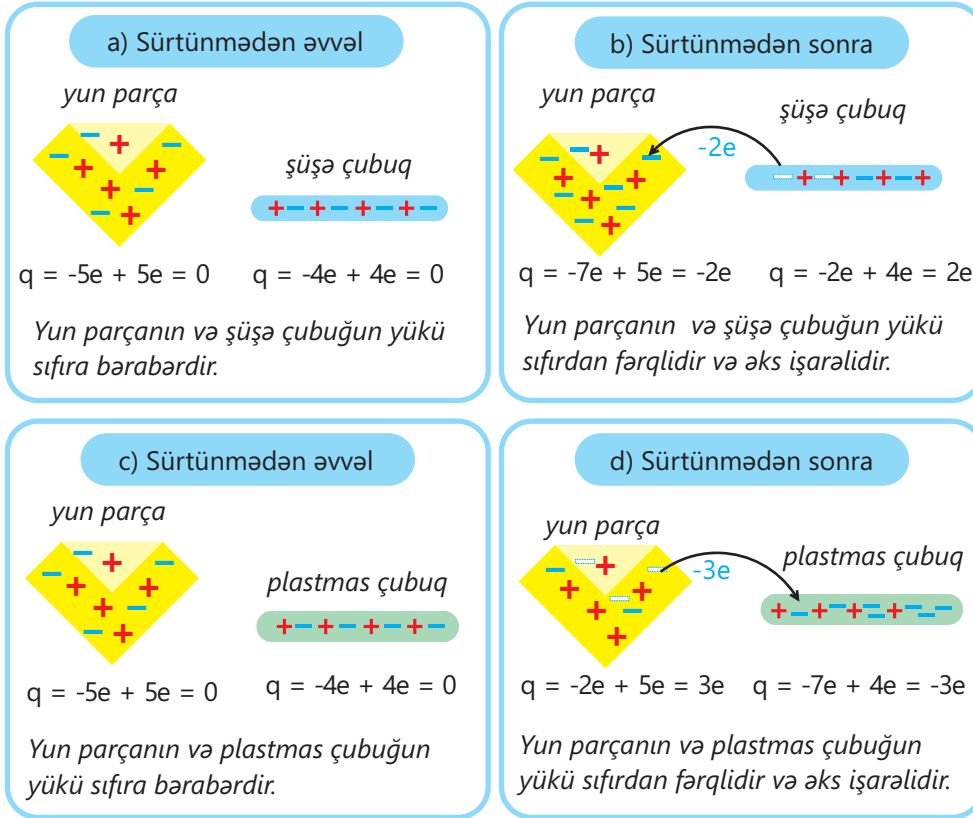 a) Sürtünmədən əvvəl
yun parça
şüşə çubuq
q = -5e + 5e = 0
q = -4e + 4e = 0
Yun parçanın və şüşə çubuğun yükü
sıfıra bərabərdir.
b) Sürtünmədən sonra
yun parça
şüşə çubuq
-2e
q = -7e + 5e = -2e
q = -2e + 4e = 2e
Yun parçanın və şüşə çubuğun yükü
sıfırdan fərqlidir və əks işarəlidir.
c) Sürtünmədən əvvəl
yun parça
plastmas çubuq
q = -5e + 5e = 0
q = -4e + 4e = 0
Yun parçanın və plastmas çubuğun
yükü sıfıra bərabərdir.
d) Sürtünmədən sonra
yun parça
plastmas çubuq
-3e
q = -2e + 5e = 3e
q = -7e + 4e = -3e
Yun parçanın və plastmas çubuğun
yükü sıfırdan fərqlidir və əks işarəlidir.